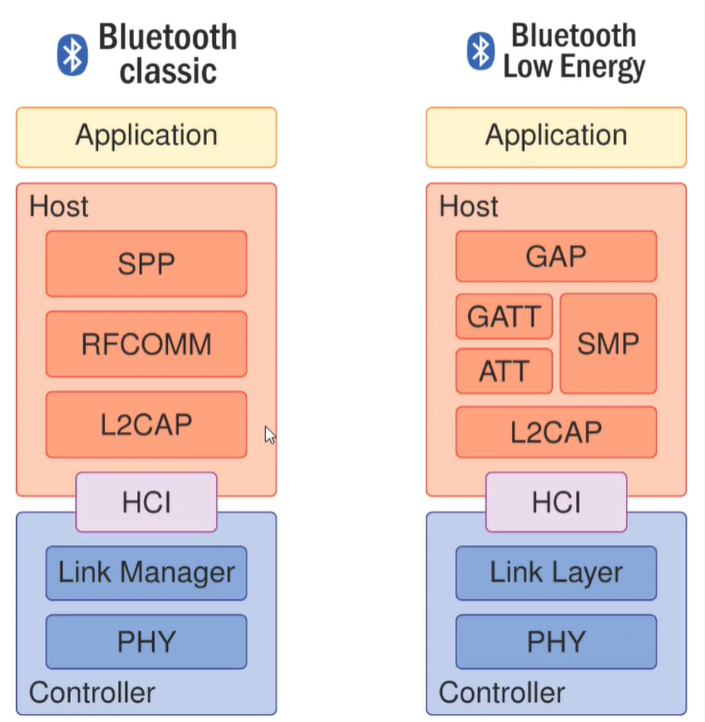 Bluetooth
classic
Application
Host
SPP
RFCOMM
L2CAP
HCI
Link Manager
PHY
Controller
Bluetooth
Low Energy
Application
Host
GAP
GATT
SMP
ATT
L2CAP
HCI
Link Layer
PHY
Controller